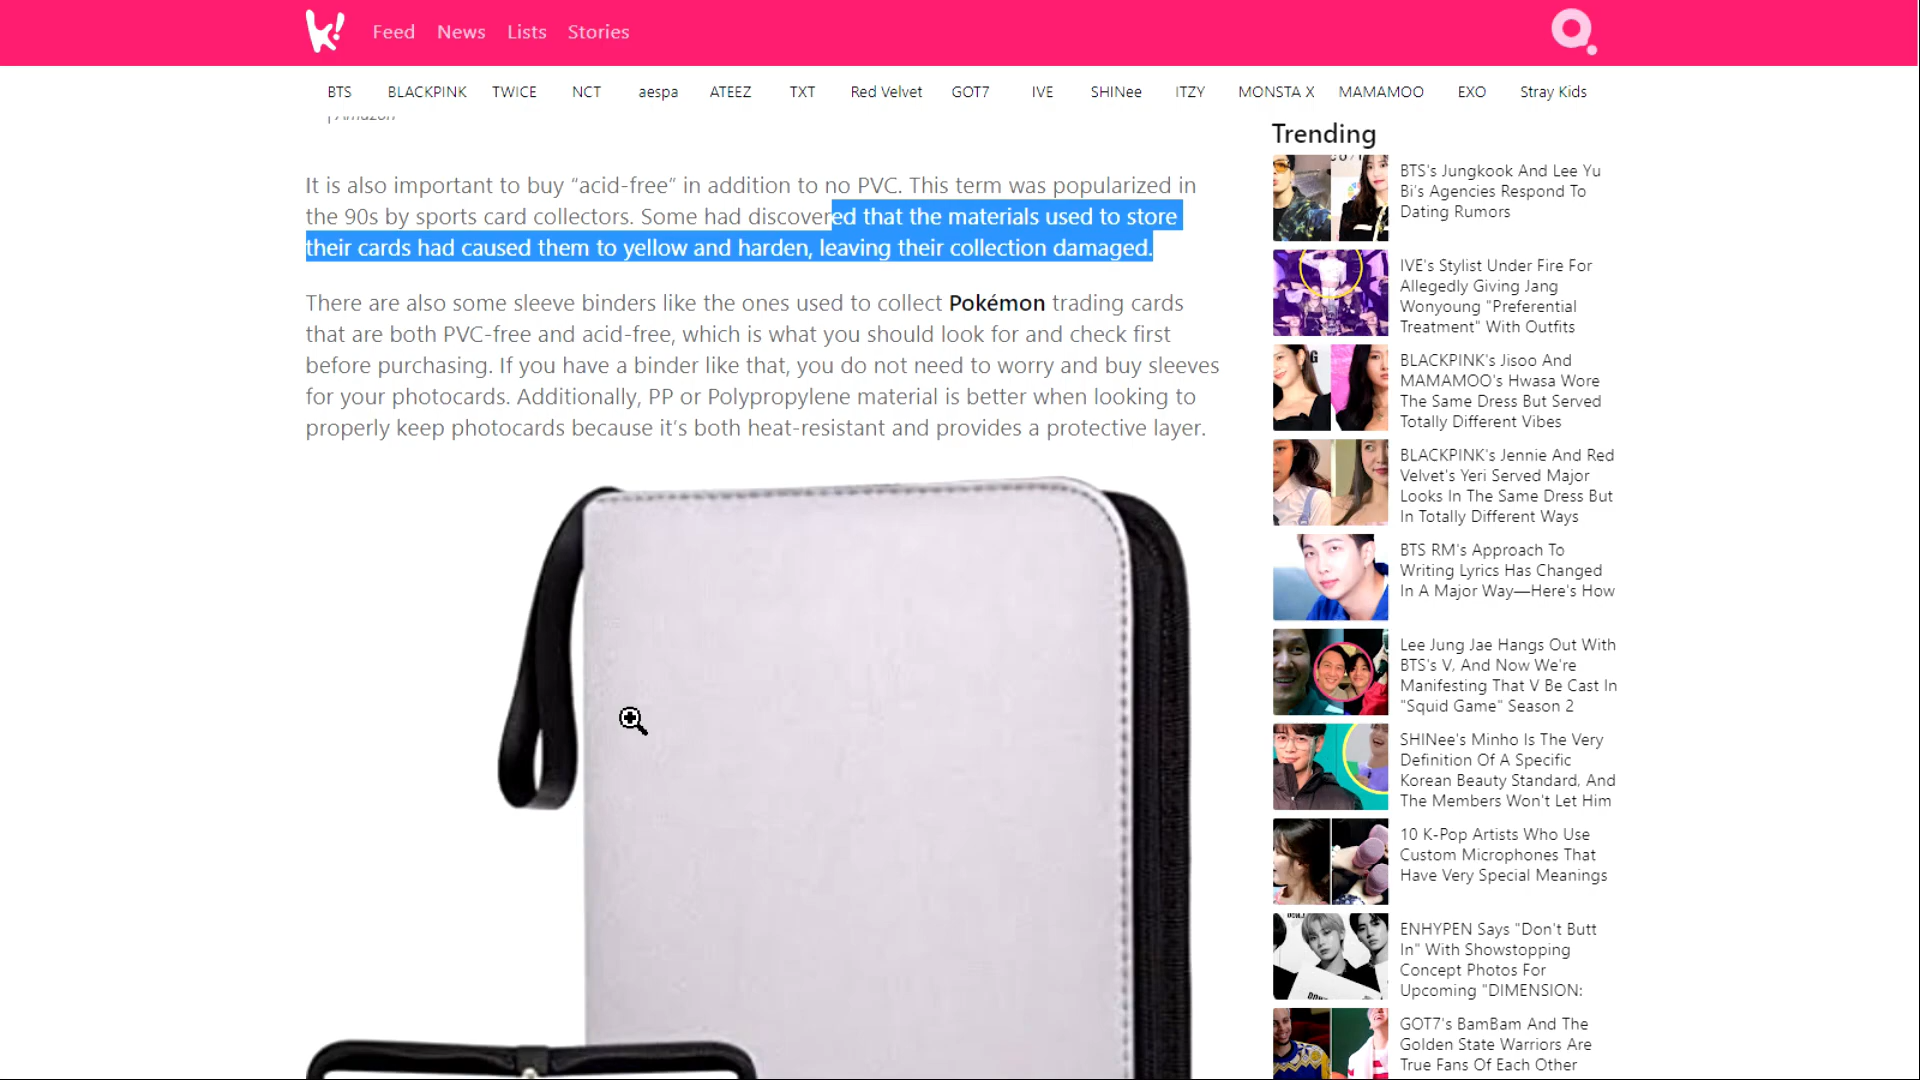 k!
Feed News Lists Stories
BTS BLACKPINK TWICE NCT aespa ATEEZ TXT Red Velvet GOT7 IVE SHINee ITZY MONSTA X MAMAMOO EXO Stray Kids
| Amazon
It is also important to buy “acid-free” in addition to no PVC. This term was popularized in
the 90s by sports card collectors. Some had discovered that the materials used to store
their cards had caused them to yellow and harden, leaving their collection damaged.
There are also some sleeve binders like the ones used to collect Pokémon trading cards
that are both PVC-free and acid-free, which is what you should look for and check first
before purchasing. If you have a binder like that, you do not need to worry and buy sleeves
for your photocards. Additionally, PP or Polypropylene material is better when looking to
properly keep photocards because it’s both heat-resistant and provides a protective layer.
Trending
BTS's Jungkook And Lee Yu
Bi's Agencies Respond To
Dating Rumors
IVE's Stylist Under Fire For
Allegedly Giving Jang
Wonyoung "Preferential
Treatment" With Outfits
BLACKPINK's Jisoo And
MAMAMOO's Hwasa Wore
The Same Dress But Served
Totally Different Vibes
BLACKPINK's Jennie And Red
Velvet's Yeri Served Major
Looks In The Same Dress But
In Totally Different Ways
BTS RM's Approach To
Writing Lyrics Has Changed
In A Major Way—Here's How
Lee Jung Jae Hangs Out With
BTS's V, And Now We're
Manifesting That V Be Cast In
"Squid Game" Season 2
SHINee's Minho Is The Very
Definition Of A Specific
Korean Beauty Standard, And
The Members Won't Let Him
10 K-Pop Artists Who Use
Custom Microphones That
Have Very Special Meanings
ENHYPEN Says "Don't Butt
In" With Showstopping
Concept Photos For
Upcoming "DIMENSION:
GOT7's BamBam And The
Golden State Warriors Are
True Fans Of Each Other